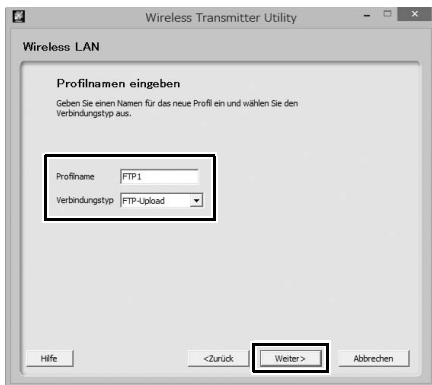 Wireless Transmitter Utility
Wireless LAN
Profilnamen eingeben
Geben Sie einen Namen für das neue Profil ein und wählen Sie den
Verbindungstyp aus.
Profilname FTP1
Verbindungstyp FTP-Upload
Hilfe <Zurück Weiter> Abbrechen